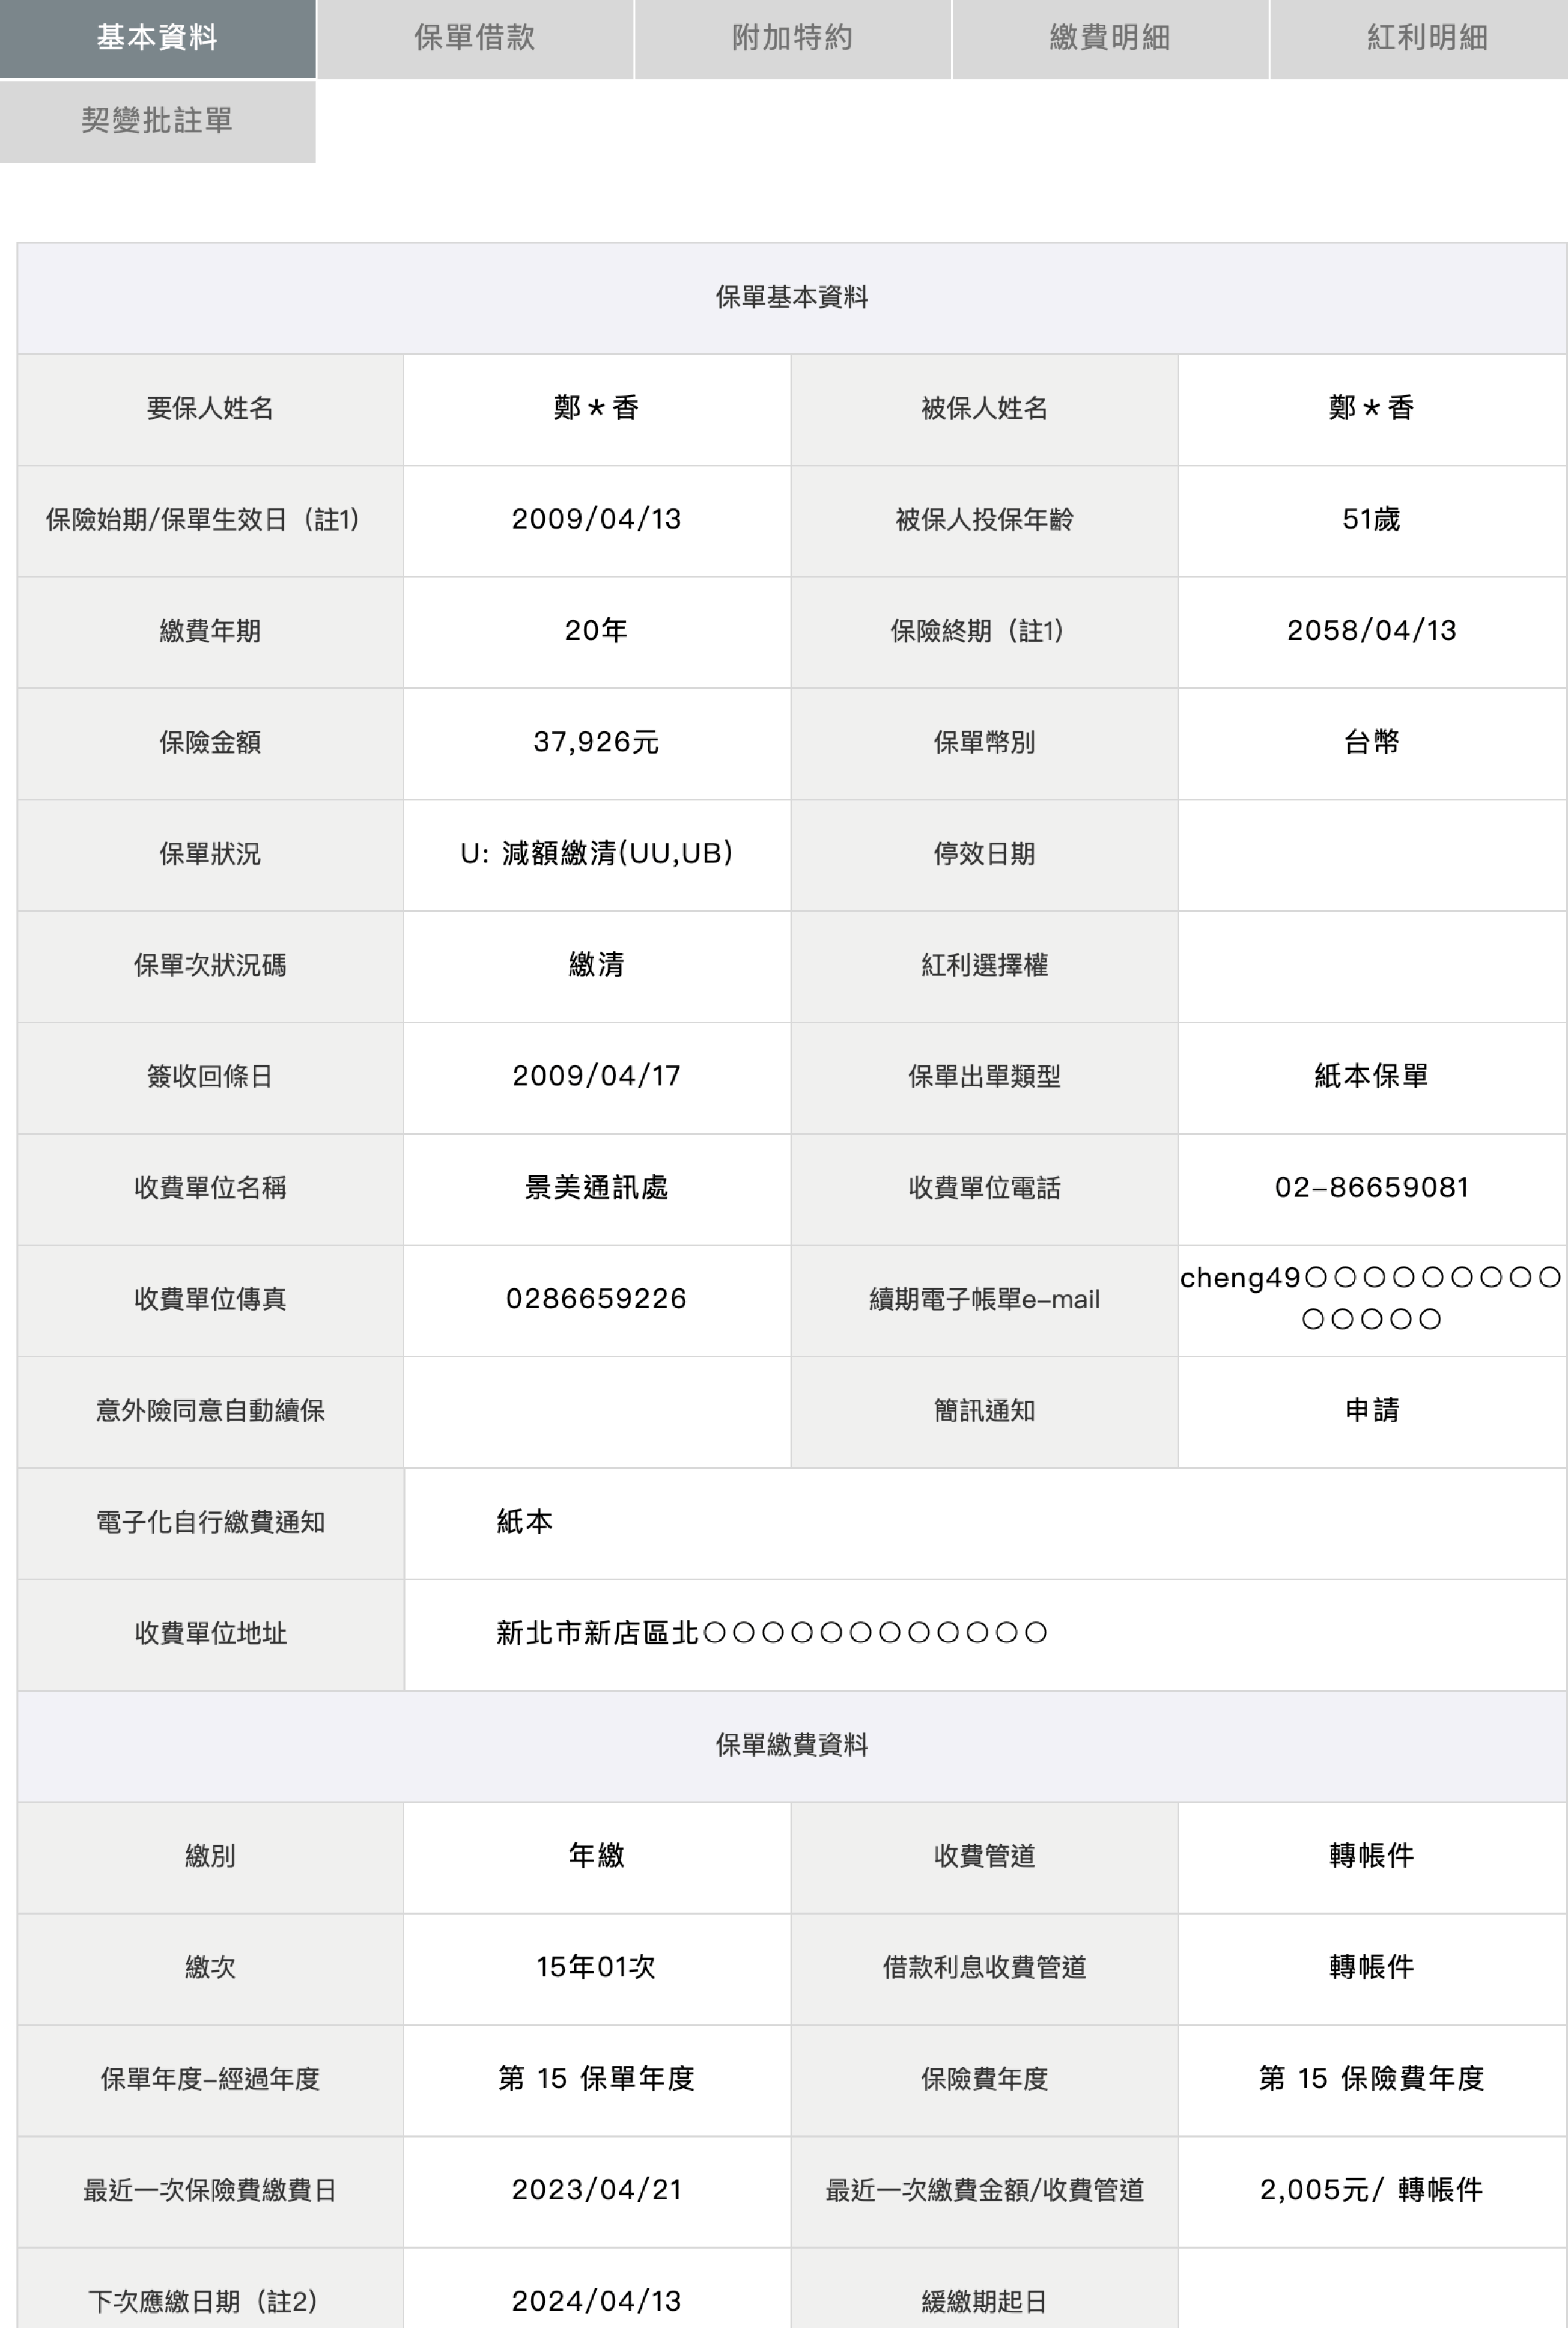 基本資料
保單借款
附加特約
繳費明細
紅利明細
契變批註單
保單基本資料
要保人姓名
鄭＊香
被保人姓名
鄭＊香
保險始期/保單生效日（註1）
2009/04/13
被保人投保年齡
51歲
繳費年期
20年
保險終期（註1）
2058/04/13
保險金額
37,926元
保單幣別
台幣
保單狀況
U: 減額繳清(UU,UB)
停效日期
保單次狀況碼
繳清
紅利選擇權
簽收回條日
2009/04/17
保單出單類型
紙本保單
收費單位名稱
景美通訊處
收費單位電話
02-86659081
收費單位傳真
0286659226
續期電子帳單e-mail
cheng49○○○○○○○○○
○○○○○
意外險同意自動續保
簡訊通知
申請
電子化自行繳費通知
紙本
收費單位地址
新北市新店區北○○○○○○○○○○○○
保單繳費資料
繳別
年繳
收費管道
轉帳件
繳次
15年01次
借款利息收費管道
轉帳件
保單年度-經過年度
第 15 保單年度
保險費年度
第 15 保險費年度
最近一次保險費繳費日
2023/04/21
最近一次繳費金額/收費管道
2,005元/ 轉帳件
下次應繳日期（註2）
2024/04/13
緩繳期起日